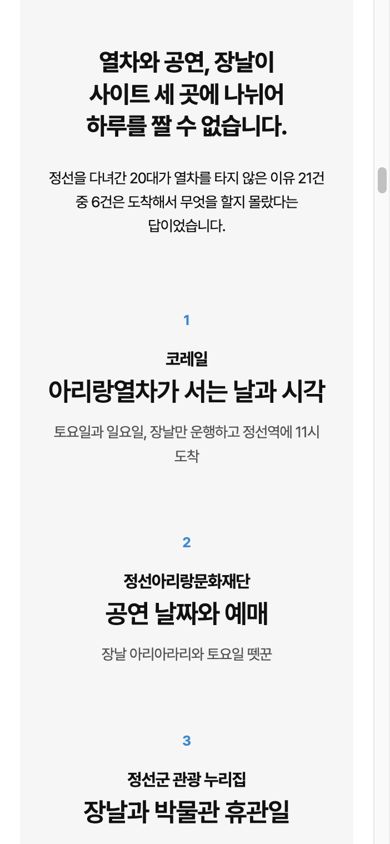 열차와 공연, 장날이
사이트 세 곳에 나뉘어
하루를 짤 수 없습니다.
정선을 다녀간 20대가 열차를 타지 않은 이유 21건
중 6건은 도착해서 무엇을 할지 몰랐다는
답이었습니다.
1
코레일
아리랑열차가 서는 날과 시각
토요일과 일요일, 장날만 운행하고 정선역에 11시
도착
2
정선아리랑문화재단
공연 날짜와 예매
장날 아리아라리와 토요일 뗏꾼
3
정선군 관광 누리집
장날과 박물관 휴관일